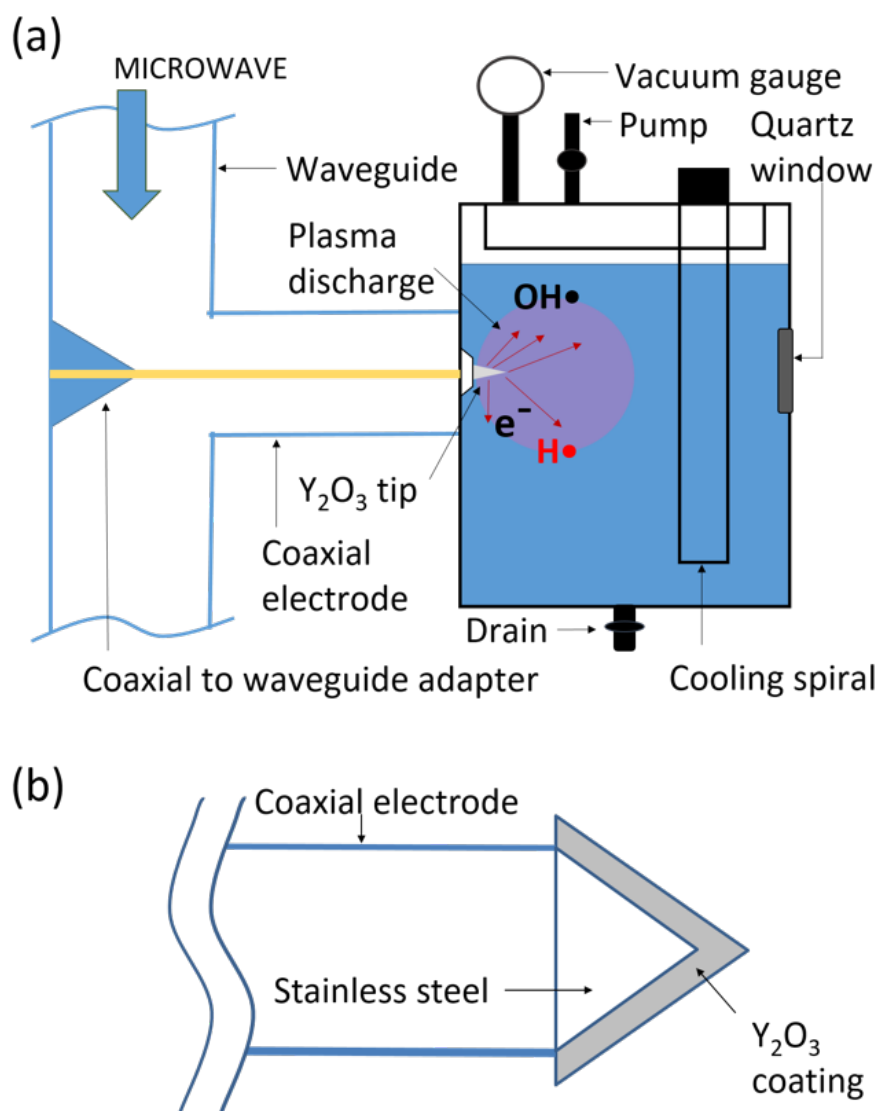 (a)
MICROWAVE
Waveguide
Vacuum gauge
Pump
Quartz
window
Plasma
discharge
OH•
e⁻
H•
Y₂O₃ tip
Coaxial
electrode
Drain
Coaxial to waveguide adapter
Cooling spiral
(b)
Coaxial electrode
Stainless steel
Y₂O₃
coating